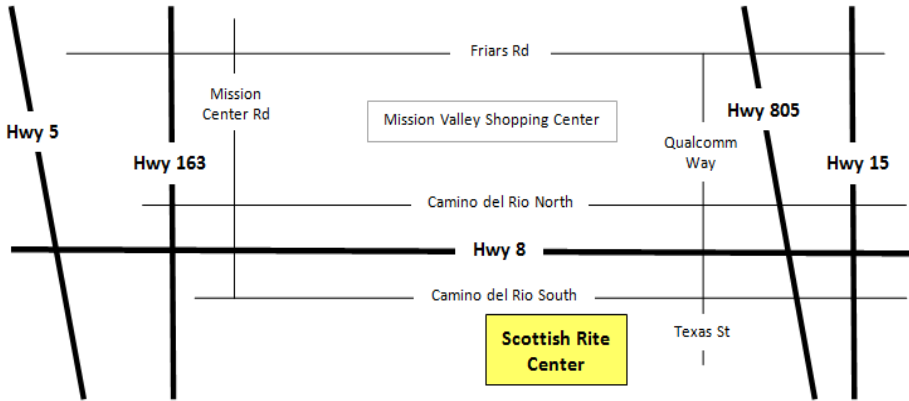 Friars Rd
Mission
Center Rd
Hwy 5
Mission Valley Shopping Center
Hwy 805
Hwy 163
Qualcomm
Way
Hwy 15
Camino del Rio North
Hwy 8
Camino del Rio South
Scottish Rite
Center
Texas St